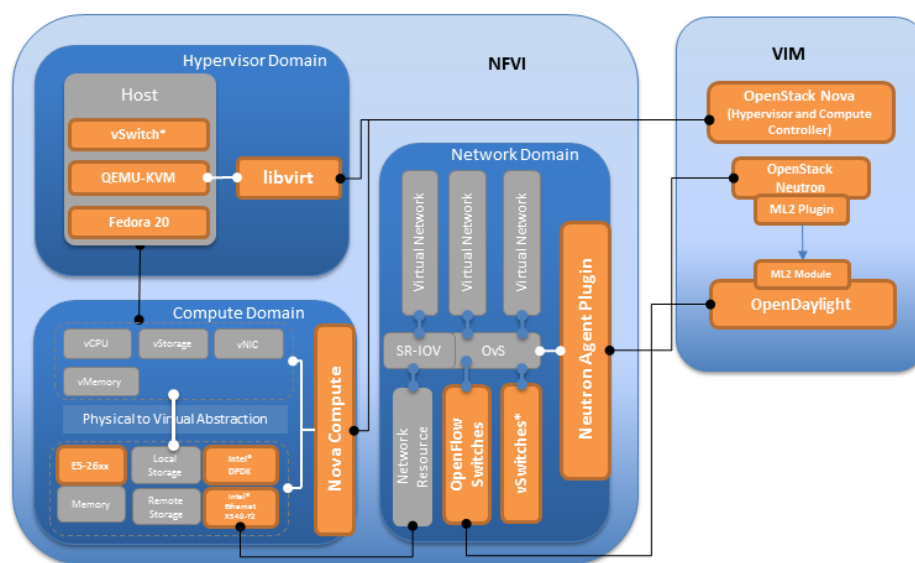 NFVI
Hypervisor Domain
Host
vSwitch*
QEMU-KVM
Fedora 20
libvirt
Compute Domain
vCPU
vStorage
vNIC
vMemory
Physical to Virtual Abstraction
E5-26xx
Local
Storage
Intel®
DPDK
Memory
Remote
Storage
Intel®
Ethernet
X540-T2
Nova Compute
Network Domain
Virtual Network
Virtual Network
Virtual Network
SR-IOV
OvS
Network
Resource
OpenFlow
Switches
vSwitches*
Neutron Agent Plugin
VIM
OpenStack Nova
(Hypervisor and Compute
Controller)
OpenStack
Neutron
ML2 Plugin
ML2 Module
OpenDaylight